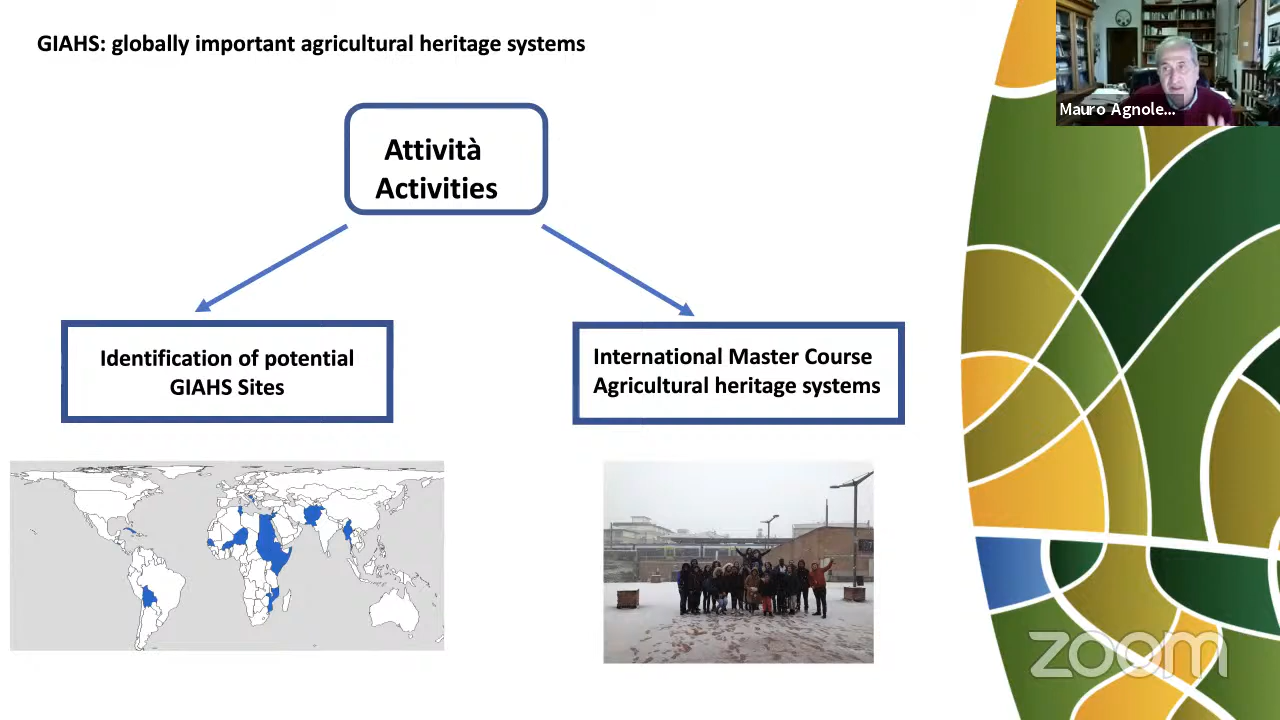 GIAHS: globally important agricultural heritage systems
Mauro Agnole...
Attività
Activities
Identification of potential
GIAHS Sites
International Master Course
Agricultural heritage systems
zoom